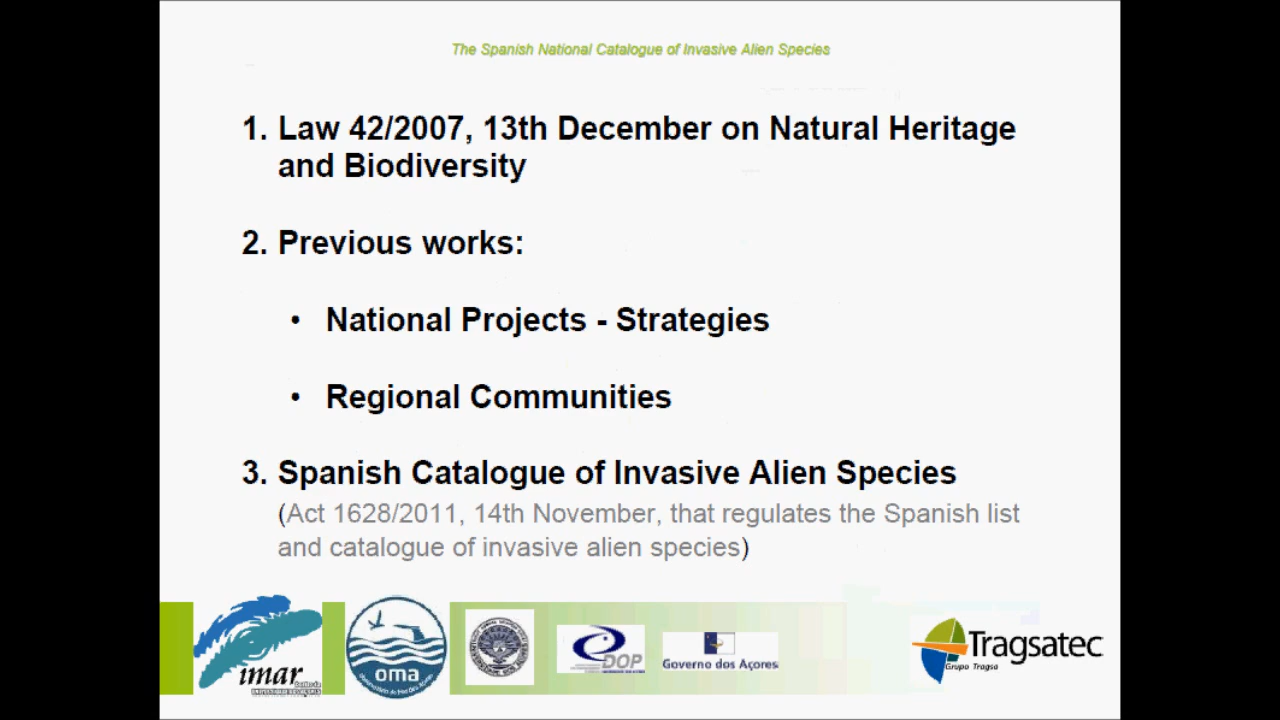 The Spanish National Catalogue of Invasive Alien Species
1. Law 42/2007, 13th December on Natural Heritage
and Biodiversity
2. Previous works:
• National Projects - Strategies
• Regional Communities
3. Spanish Catalogue of Invasive Alien Species
(Act 1628/2011, 14th November, that regulates the Spanish list
and catalogue of invasive alien species)
imar
oma
DOP
Governo dos Açores
Tragsatec
Grupo Tragsa